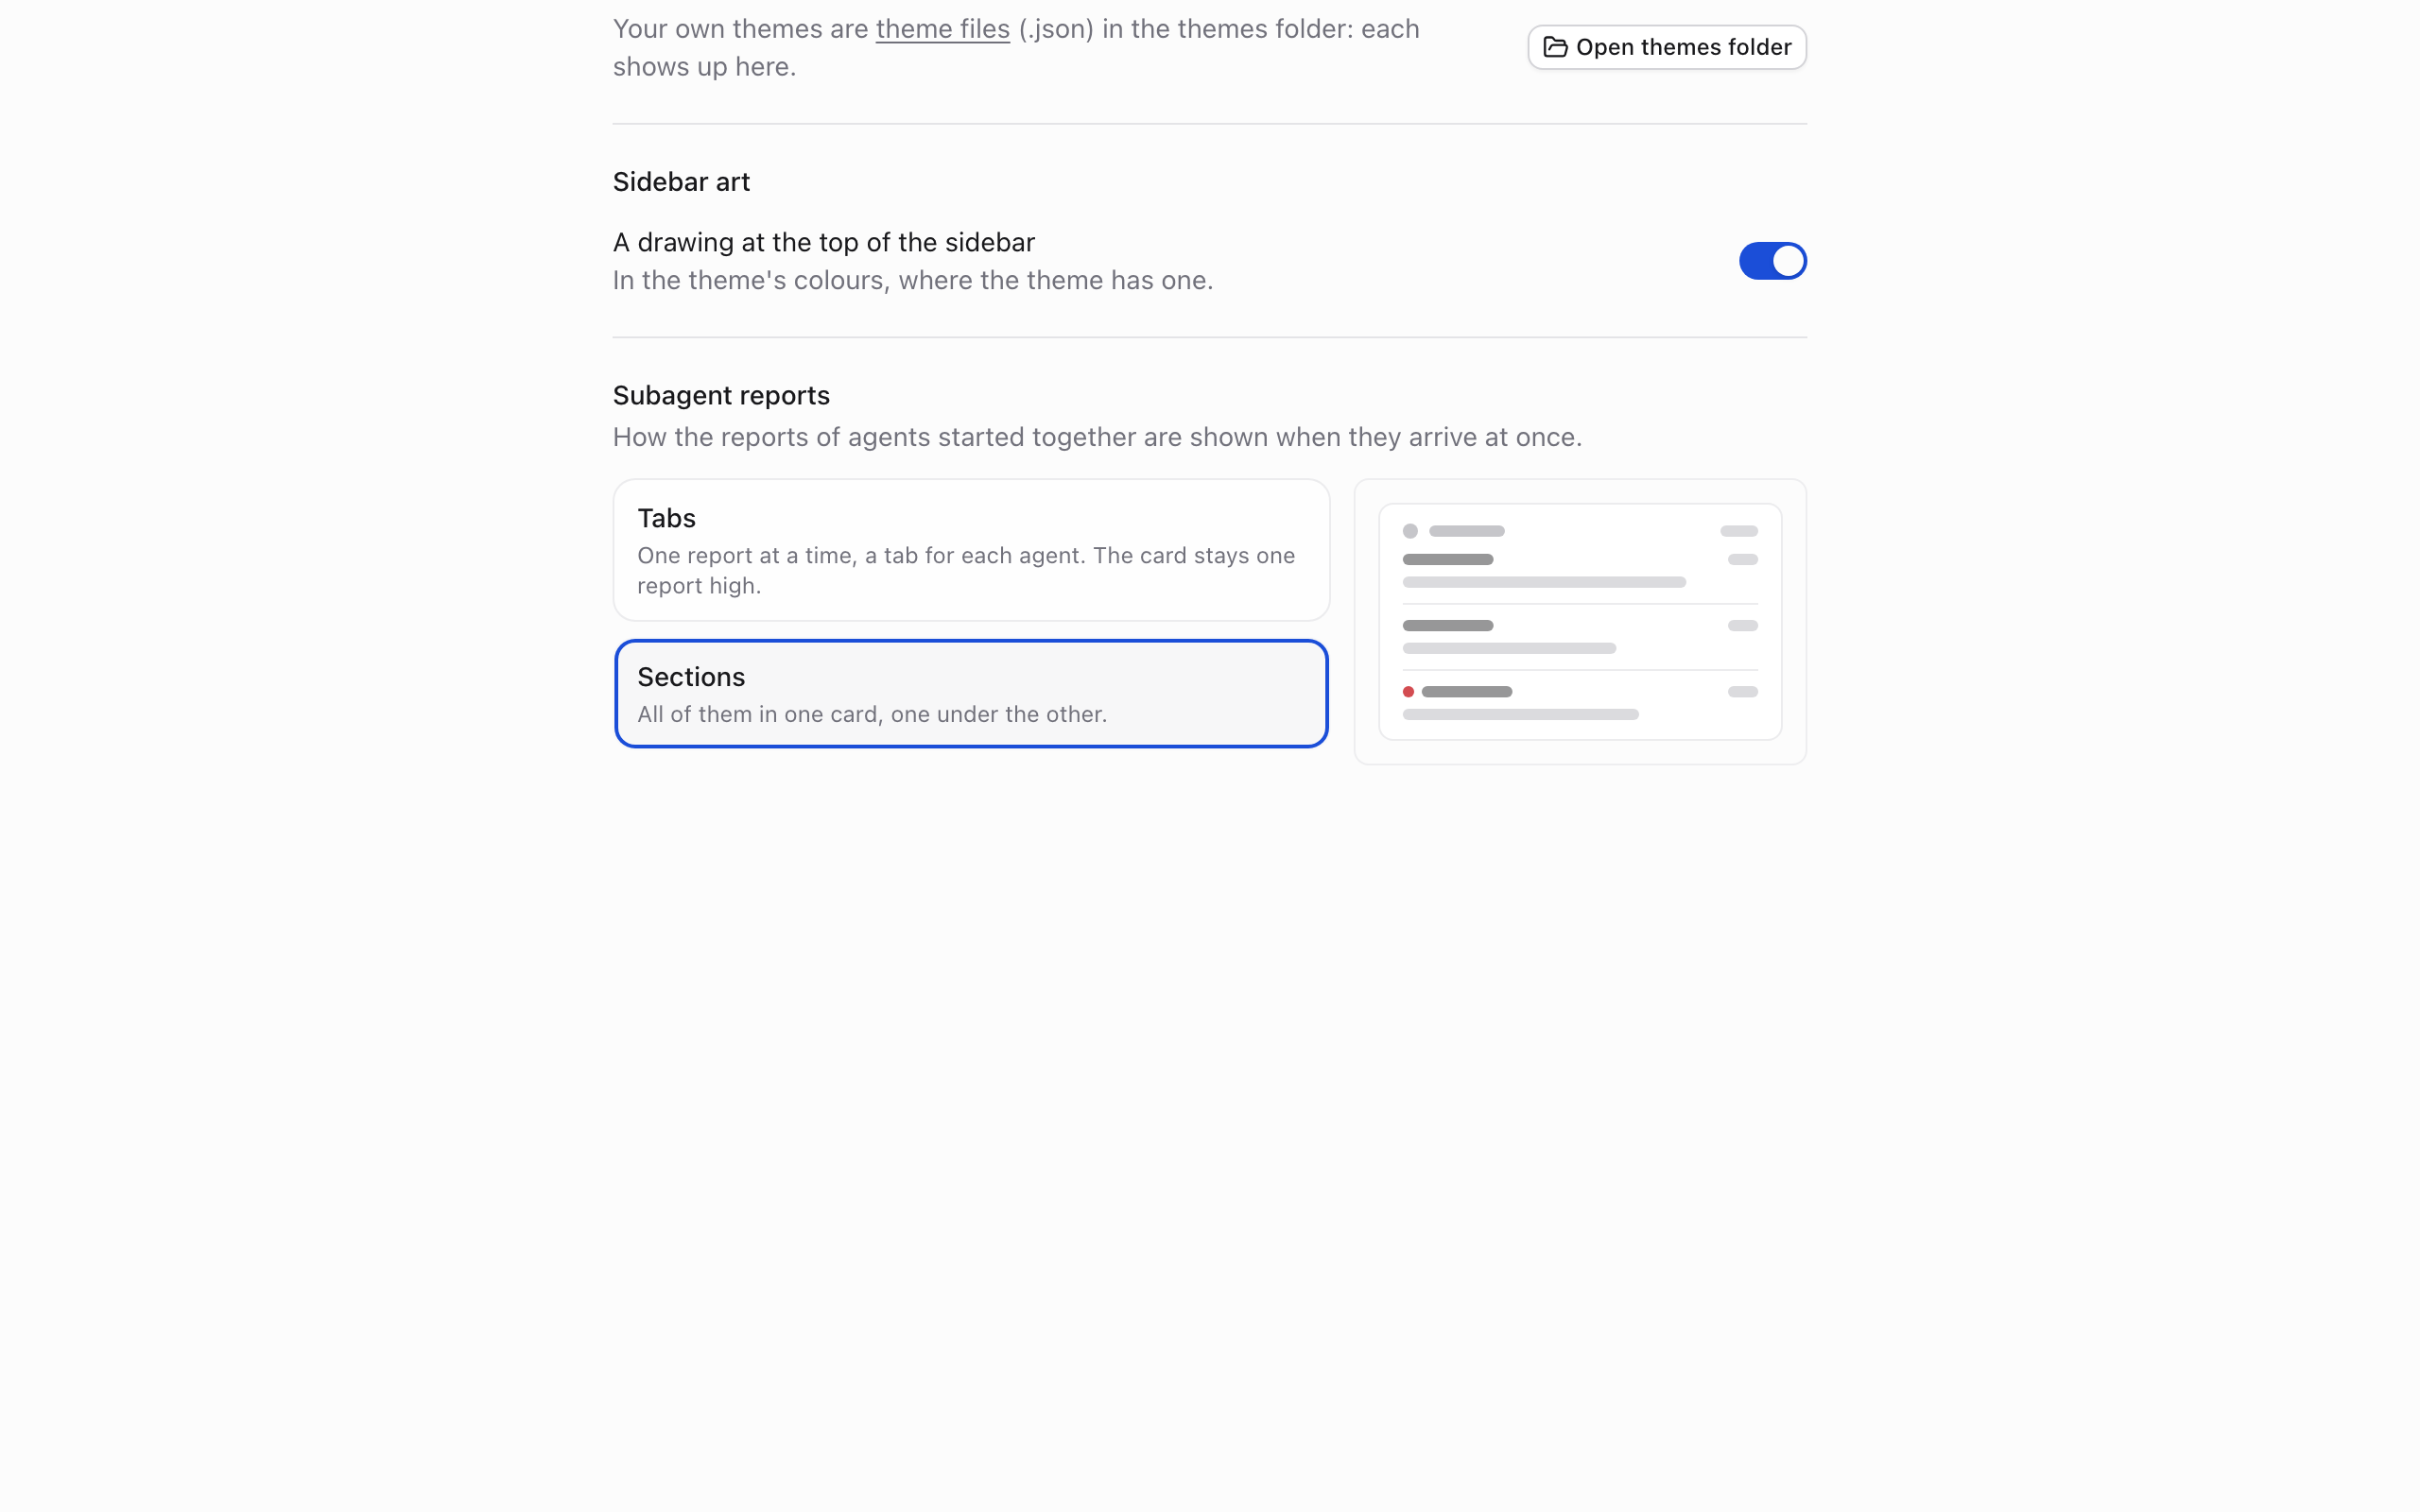 Your own themes are theme files (.json) in the themes folder: each
shows up here.
Open themes folder
Sidebar art
A drawing at the top of the sidebar
In the theme's colours, where the theme has one.
Subagent reports
How the reports of agents started together are shown when they arrive at once.
Tabs
One report at a time, a tab for each agent. The card stays one
report high.
Sections
All of them in one card, one under the other.